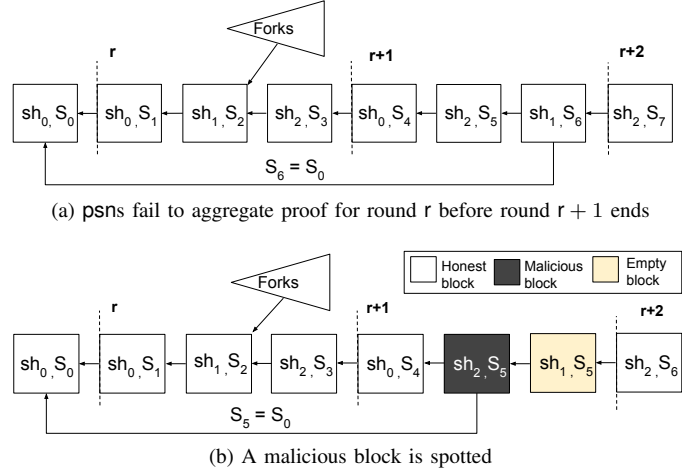 Forks
r
r+1
r+2
sh₀, S₀
sh₀, S₁
sh₁, S₂
sh₂, S₃
sh₀, S₄
sh₂, S₅
sh₁, S₆
sh₂, S₇
S₆ = S₀
(a) psns fail to aggregate proof for round r before round r + 1 ends
Honest block
Malicious block
Empty block
Forks
r
r+1
r+2
sh₀, S₀
sh₀, S₁
sh₁, S₂
sh₂, S₃
sh₀, S₄
sh₂, S₅
sh₁, S₅
sh₂, S₆
S₅ = S₀
(b) A malicious block is spotted